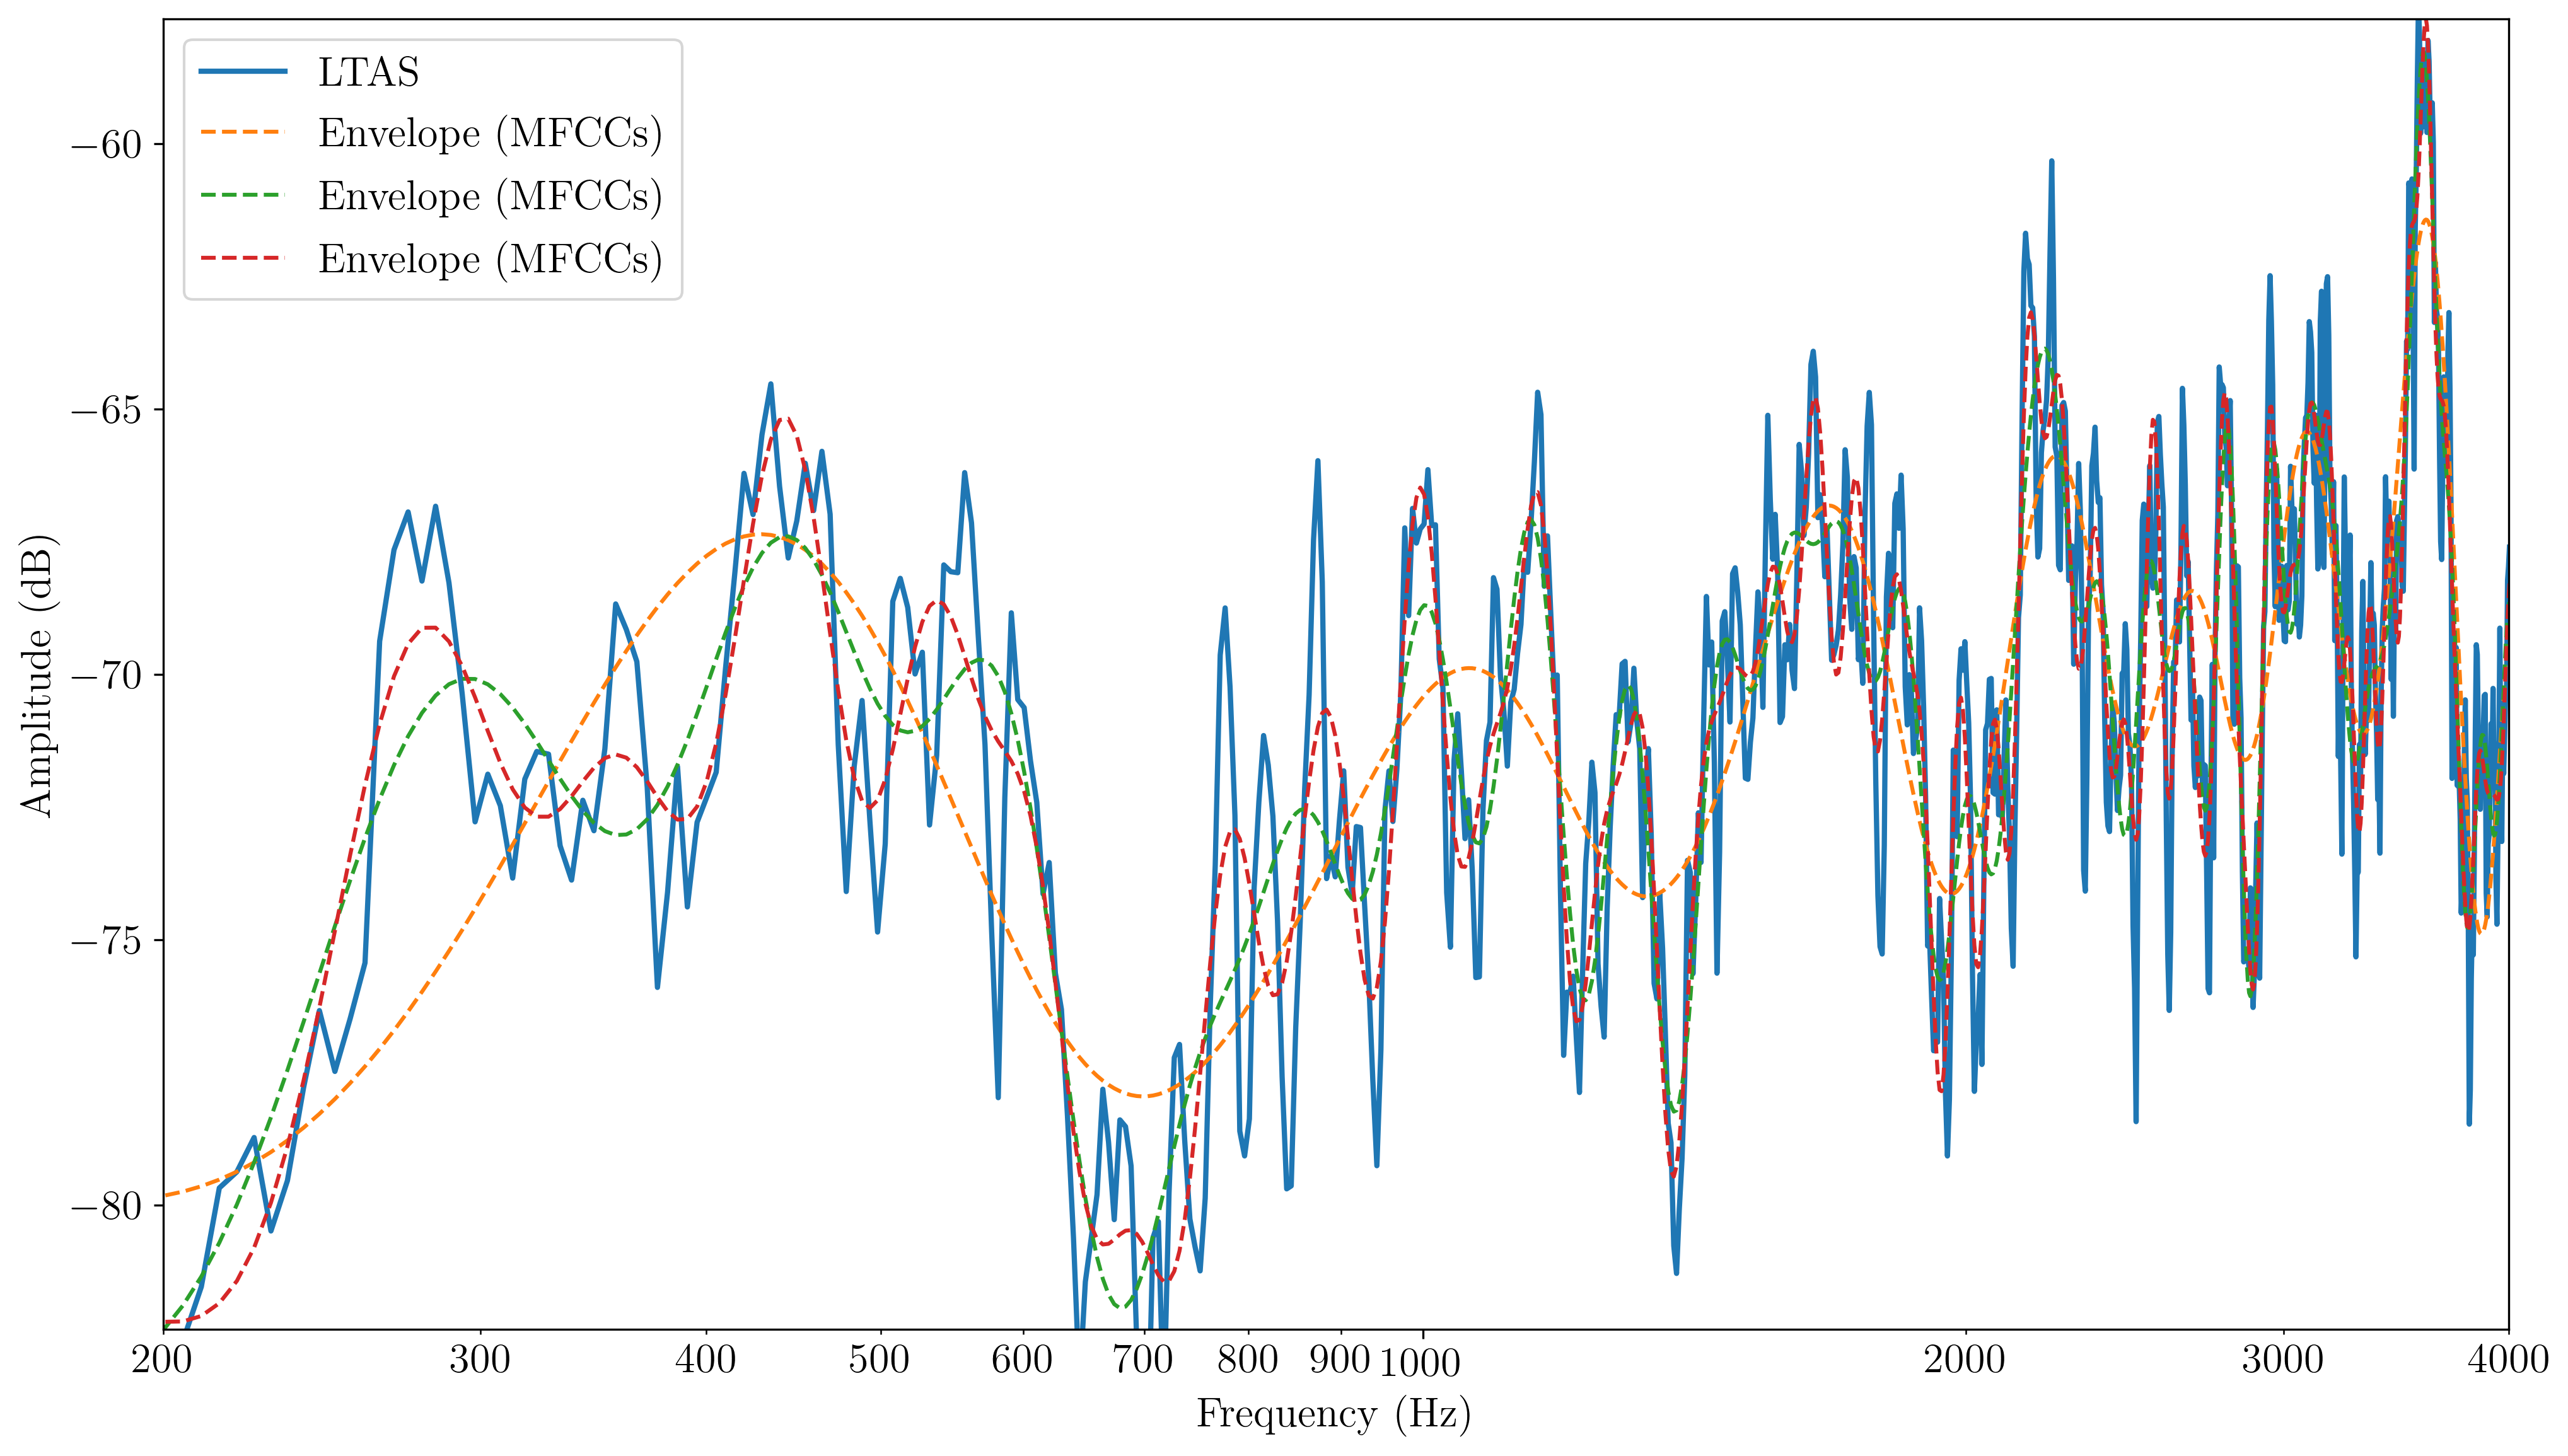 LTAS
Envelope (MFCCs)
Envelope (MFCCs)
Envelope (MFCCs)
−60
−65
−70
−75
−80
Amplitude (dB)
200 300 400 500 600 700 800 900 1000 2000 3000 4000
Frequency (Hz)